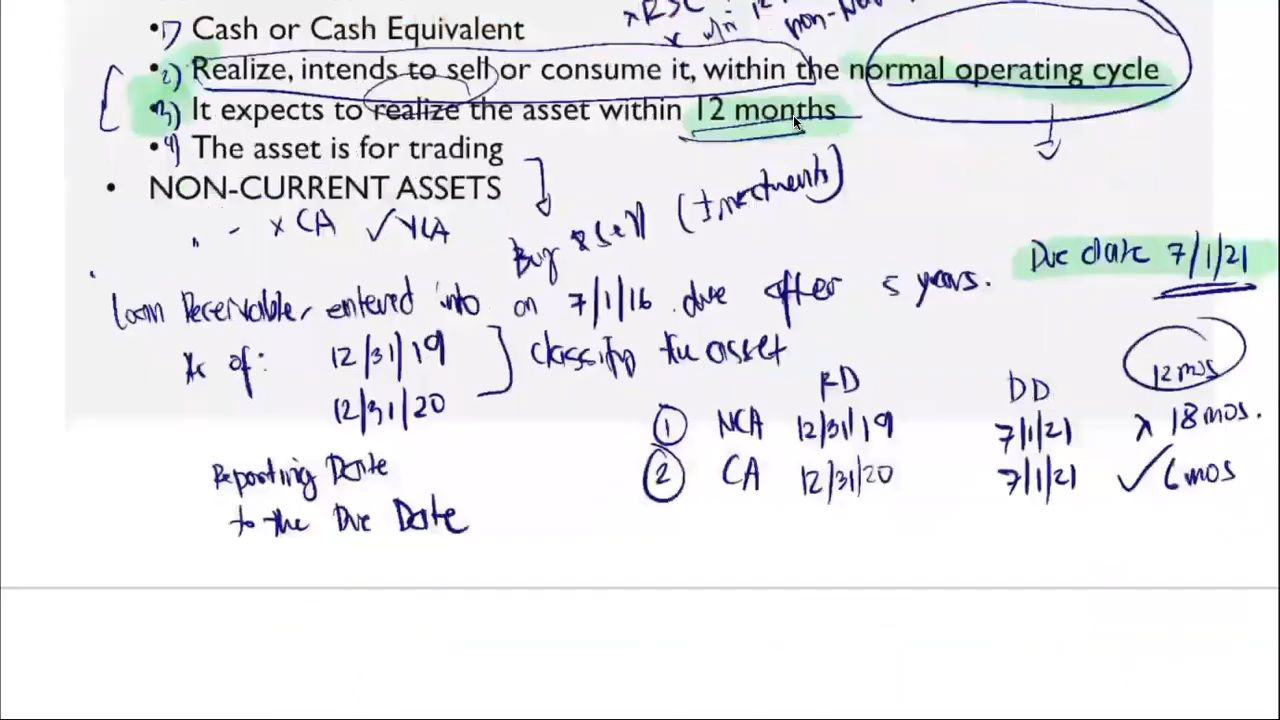 •1) Cash or Cash Equivalent
•2) Realize, intends to sell or consume it, within the normal operating cycle
•3) It expects to realize the asset within 12 months
•4) The asset is for trading
• NON-CURRENT ASSETS
x CA ✓ NCA
Buy & sell (Investments)
Due date 7/1/21
Loan Receivable, entered into on 7/1/16 due after 5 years.
As of: 12/31/19 classify the asset
12/31/20
RD DD 12 mos
1 NCA 12/31/19 7/1/21 x 18 mos.
2 CA 12/31/20 7/1/21 ✓ 6 mos
Reporting Date
to the Due Date